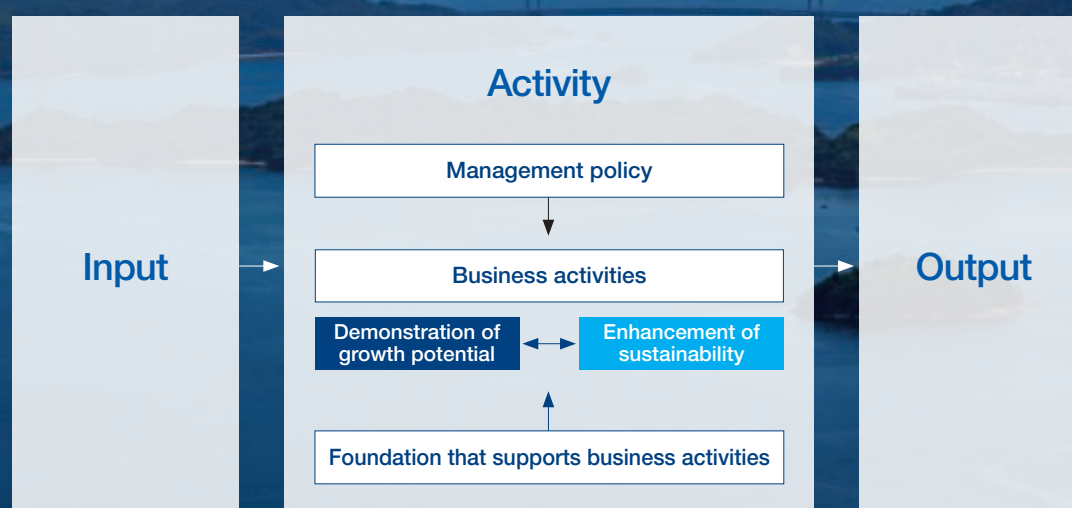 Input
Activity
Management policy
Business activities
Demonstration of
growth potential
Enhancement of
sustainability
Foundation that supports business activities
Output